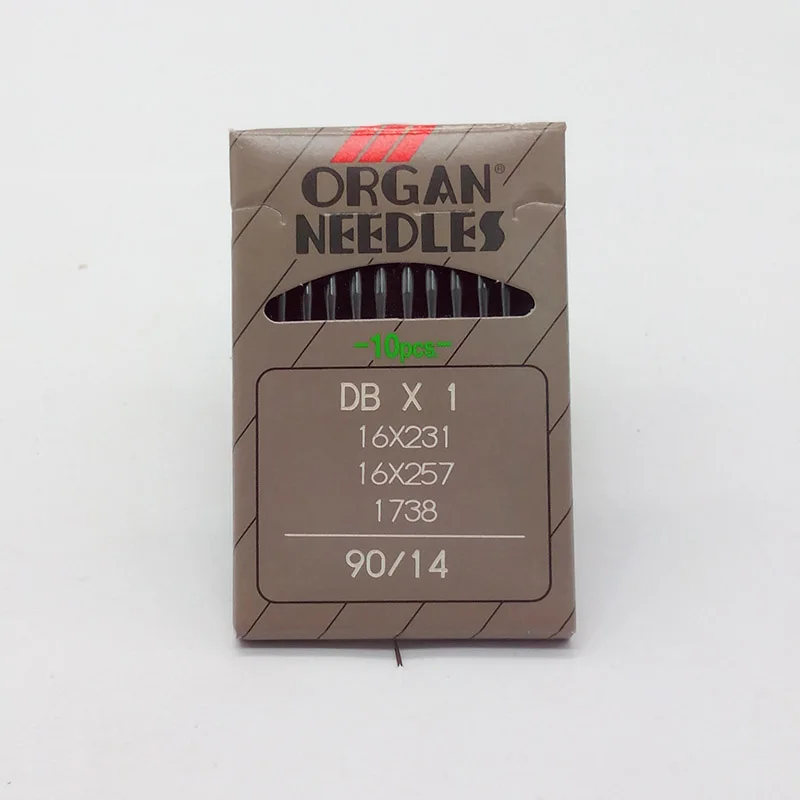 ORGAN®
NEEDLES
-10pcs.-
DB X 1
16X231
16X257
1738
90/14